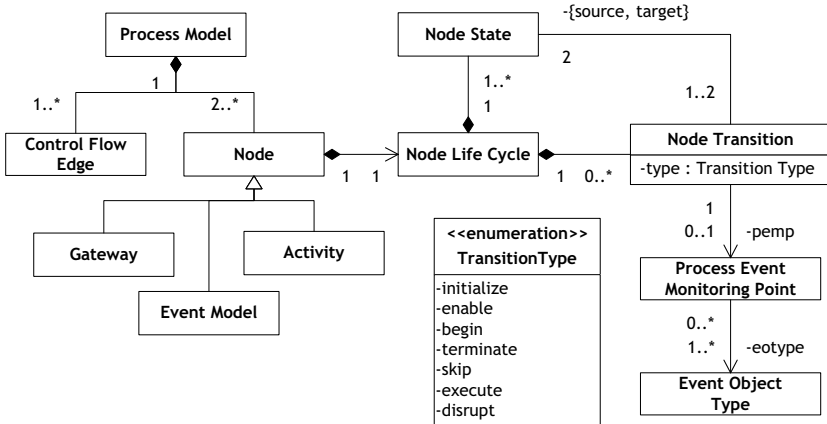 -{source, target}
Process Model
Node State
1
2
1..*
2..*
1..*
1
1..2
Control Flow
Edge
Node
Node Life Cycle
Node Transition
1
1
1
0..*
-type : Transition Type
Gateway
Activity
Event Model
<<enumeration>>
TransitionType
-initialize
-enable
-begin
-terminate
-skip
-execute
-disrupt
1
0..1
-pemp
Process Event
Monitoring Point
0..*
1..*
-eotype
Event Object
Type